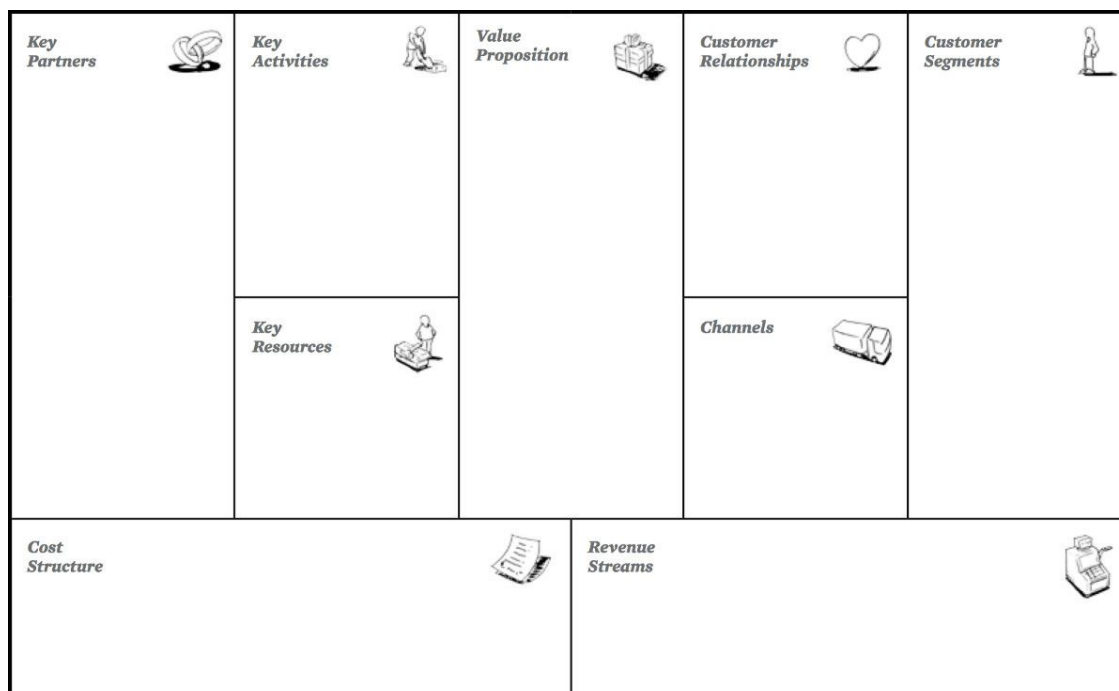 Key
Partners
Key
Activities
Value
Proposition
Customer
Relationships
Customer
Segments
Key
Resources
Channels
Cost
Structure
Revenue
Streams